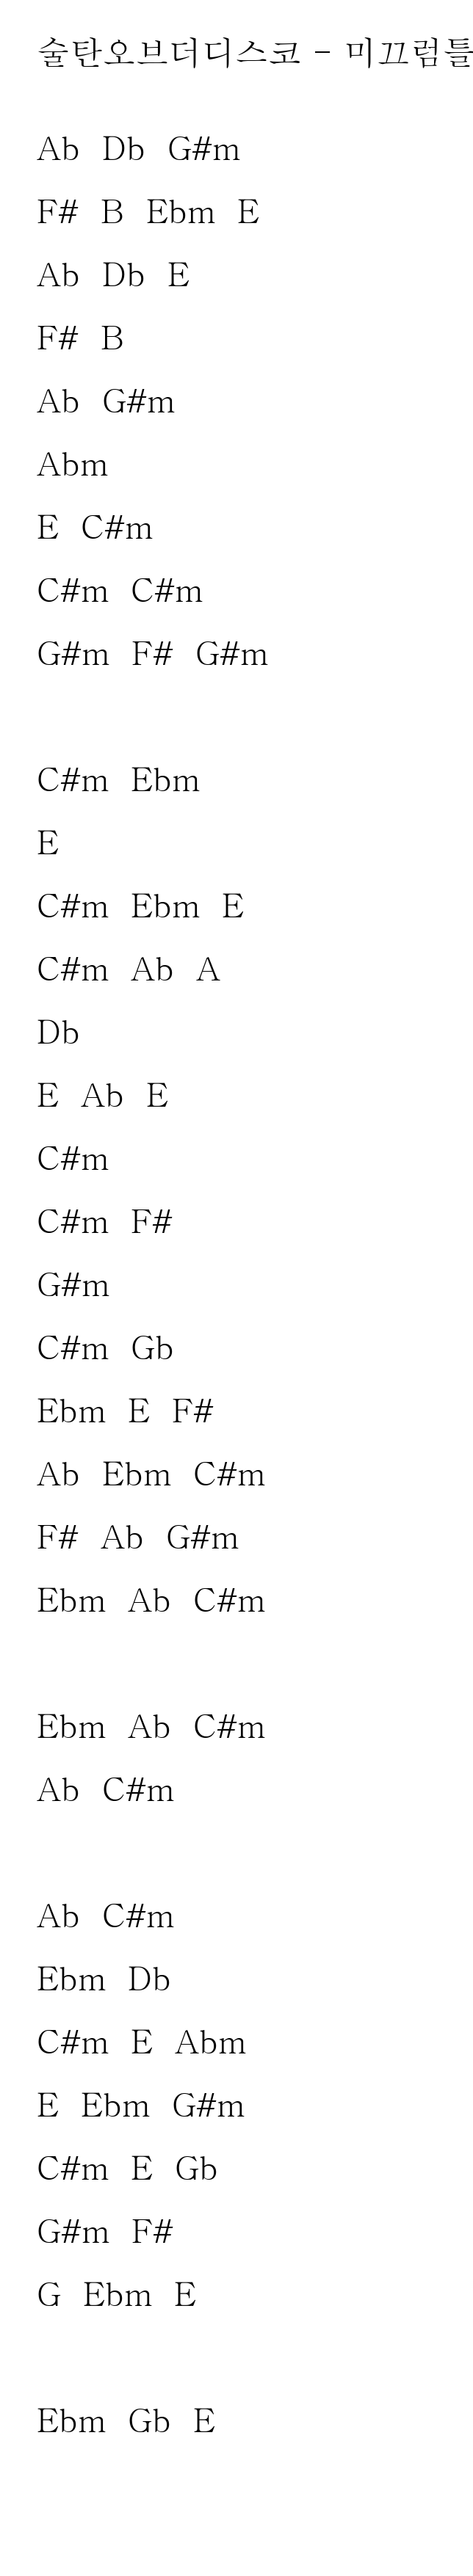 술탄오브더디스코 - 미끄럼틀
Ab Db G#m
F# B Ebm E
Ab Db E
F# B
Ab G#m
Abm
E C#m
C#m C#m
G#m F# G#m
C#m Ebm
E
C#m Ebm E
C#m Ab A
Db
E Ab E
C#m
C#m F#
G#m
C#m Gb
Ebm E F#
Ab Ebm C#m
F# Ab G#m
Ebm Ab C#m
Ebm Ab C#m
Ab C#m
Ab C#m
Ebm Db
C#m E Abm
E Ebm G#m
C#m E Gb
G#m F#
G Ebm E
Ebm Gb E